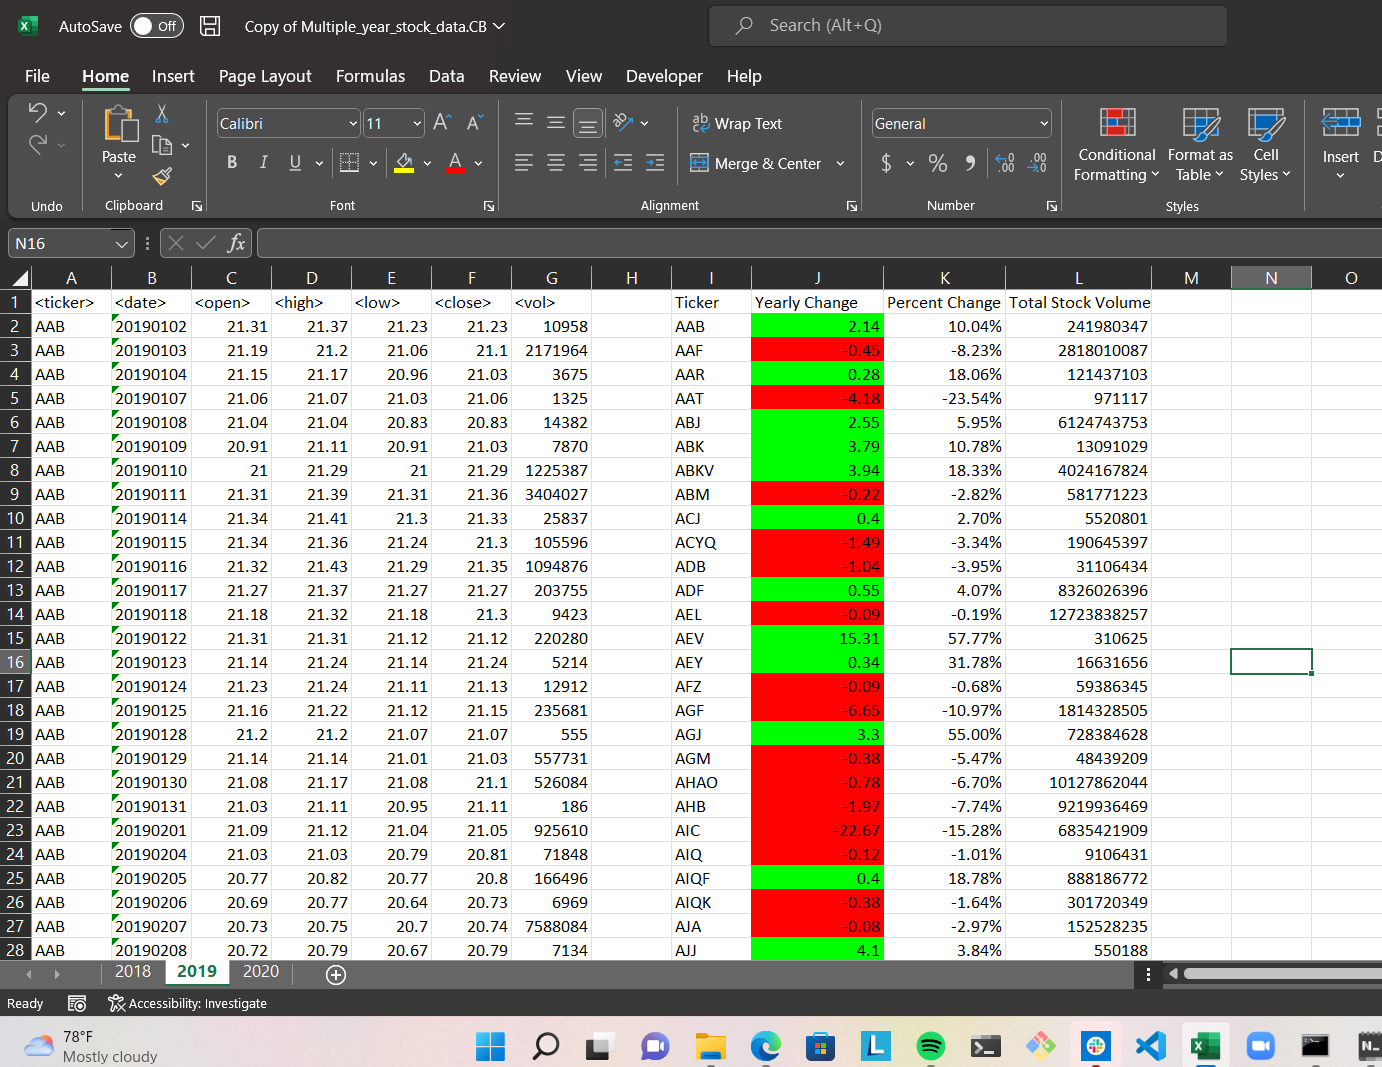 AutoSave Off Copy of Multiple_year_stock_data.CB Search (Alt+Q)
File Home Insert Page Layout Formulas Data Review View Developer Help
Calibri 11 Wrap Text General
Paste B I U Merge & Center $ % Conditional Formatting Format as Table Cell Styles Insert
Undo Clipboard Font Alignment Number Styles
N16 fx
A B C D E F G H I J K L M N O
1 <ticker> <date> <open> <high> <low> <close> <vol> Ticker Yearly Change Percent Change Total Stock Volume
2 AAB 20190102 21.31 21.37 21.23 21.23 10958 AAB 2.14 10.04% 241980347
3 AAB 20190103 21.19 21.2 21.06 21.1 2171964 AAF -0.45 -8.23% 2818010087
4 AAB 20190104 21.15 21.17 20.96 21.03 3675 AAR 0.28 18.06% 121437103
5 AAB 20190107 21.06 21.07 21.03 21.06 1325 AAT -4.18 -23.54% 971117
6 AAB 20190108 21.04 21.04 20.83 20.83 14382 ABJ 2.55 5.95% 6124743753
7 AAB 20190109 20.91 21.11 20.91 21.03 7870 ABK 3.79 10.78% 13091029
8 AAB 20190110 21 21.29 21 21.29 1225387 ABKV 3.94 18.33% 4024167824
9 AAB 20190111 21.31 21.39 21.31 21.36 3404027 ABM -0.22 -2.82% 581771223
10 AAB 20190114 21.34 21.41 21.3 21.33 25837 ACJ 0.4 2.70% 5520801
11 AAB 20190115 21.34 21.36 21.24 21.3 105596 ACYQ -1.49 -3.34% 190645397
12 AAB 20190116 21.32 21.43 21.29 21.35 1094876 ADB -1.04 -3.95% 31106434
13 AAB 20190117 21.27 21.37 21.27 21.27 203755 ADF 0.55 4.07% 8326026396
14 AAB 20190118 21.18 21.32 21.18 21.3 9423 AEL -0.09 -0.19% 12723838257
15 AAB 20190122 21.31 21.31 21.12 21.12 220280 AEV 15.31 57.77% 310625
16 AAB 20190123 21.14 21.24 21.14 21.24 5214 AEY 0.34 31.78% 16631656
17 AAB 20190124 21.23 21.24 21.11 21.13 12912 AFZ -0.09 -0.68% 59386345
18 AAB 20190125 21.16 21.22 21.12 21.15 235681 AGF -6.65 -10.97% 1814328505
19 AAB 20190128 21.2 21.2 21.07 21.07 555 AGJ 3.3 55.00% 728384628
20 AAB 20190129 21.14 21.14 21.01 21.03 557731 AGM -0.38 -5.47% 48439209
21 AAB 20190130 21.08 21.17 21.08 21.1 526084 AHAO -0.78 -6.70% 10127862044
22 AAB 20190131 21.03 21.11 20.95 21.11 186 AHB -1.97 -7.74% 9219936469
23 AAB 20190201 21.09 21.12 21.04 21.05 925610 AIC -22.67 -15.28% 6835421909
24 AAB 20190204 21.03 21.03 20.79 20.81 71848 AIQ -0.12 -1.01% 9106431
25 AAB 20190205 20.77 20.82 20.77 20.8 166496 AIQF 0.4 18.78% 888186772
26 AAB 20190206 20.69 20.77 20.64 20.73 6969 AIQK -0.38 -1.64% 301720349
27 AAB 20190207 20.73 20.75 20.7 20.74 7588084 AJA -0.08 -2.97% 152528235
28 AAB 20190208 20.72 20.79 20.67 20.79 7134 AJJ 4.1 3.84% 550188
2018 2019 2020
Ready Accessibility: Investigate
78°F
Mostly cloudy